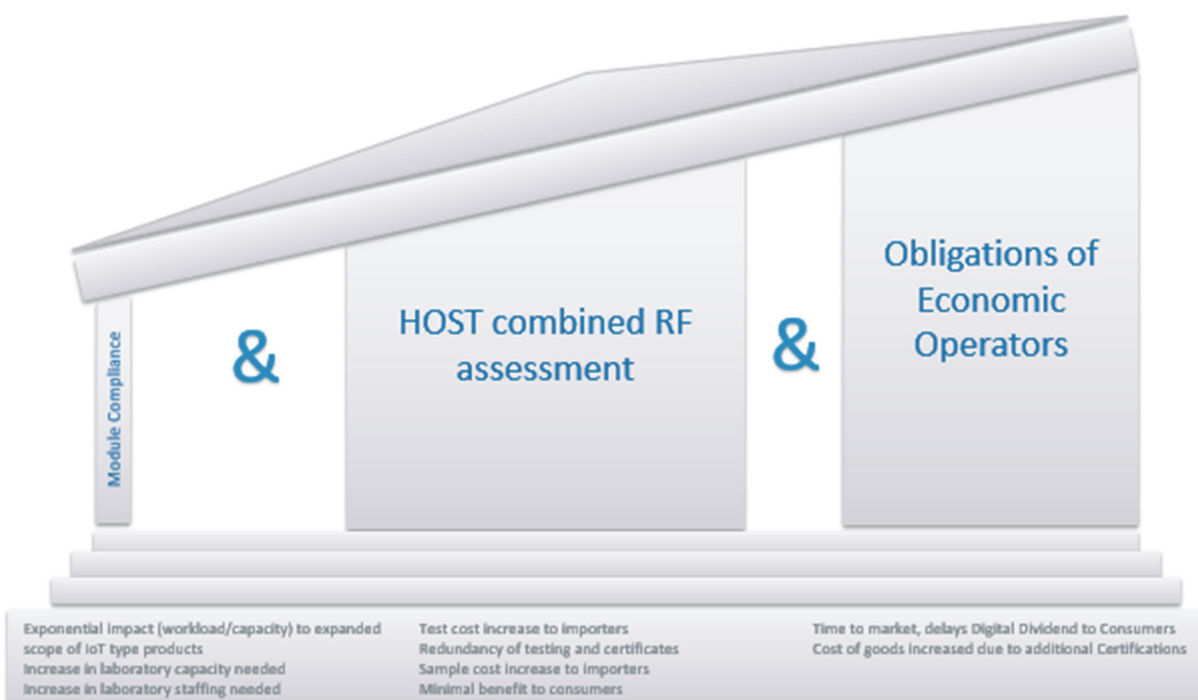 Module Compliance
&
HOST combined RF
assessment
&
Obligations of
Economic
Operators
Exponential impact (workload/capacity) to expanded
scope of IoT type products
Increase in laboratory capacity needed
Increase in laboratory staffing needed
Test cost increase to importers
Redundancy of testing and certificates
Sample cost increase to importers
Minimal benefit to consumers
Time to market, delays Digital Dividend to Consumers
Cost of goods increased due to additional Certifications